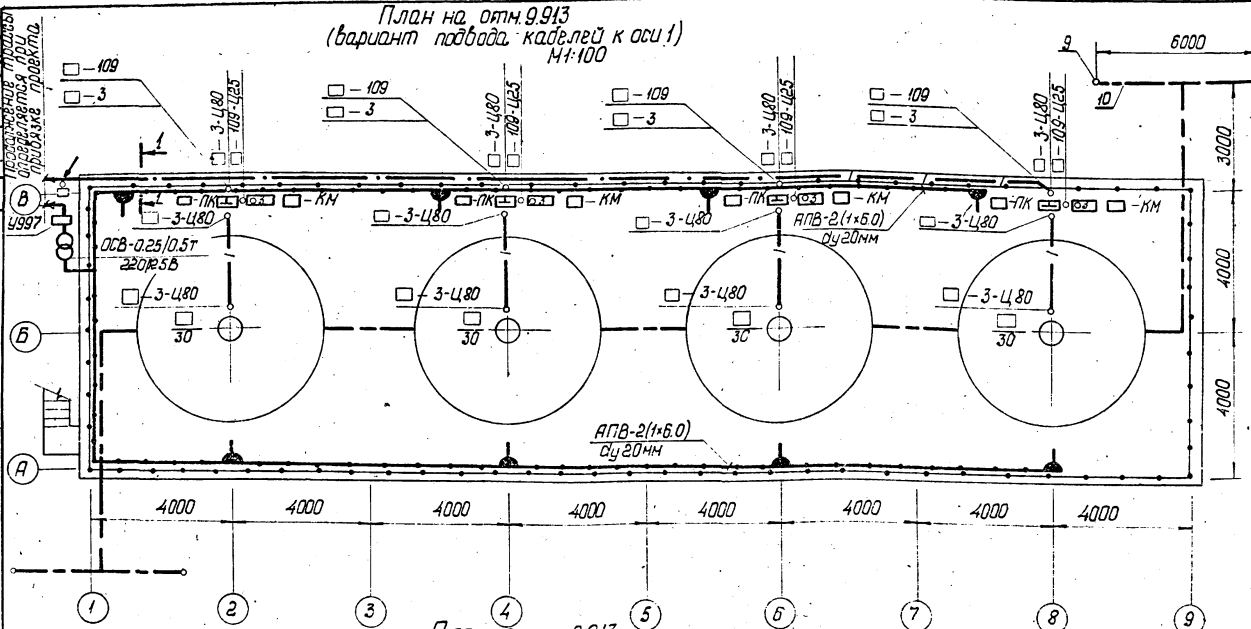 План на отм. 9.913
(вариант подвода кабелей к оси 1)
М1:100
определяется при
привязке проекта
□-109
□-3
□-109
□-3
□-109
□-3
□-109
□-3
□-3-Ц80
□-109-Ц25
□-3-Ц80
□-109-Ц25
□-3-Ц80
□-109-Ц25
□-3-Ц80
□-109-Ц25
9
6000
10
3000
1
1
В
У997
□-ПК
□-КМ
□-ПК
□-КМ
□-ПК
□-КМ
□-ПК
□-КМ
□-3-Ц80
□-3-Ц80
□-3-Ц80
АПВ-2(1×6.0)
dу20мм
□-3-Ц80
ОСВ-0.25/0.5Т
220/25В
4000
□-3-Ц80
□-3-Ц80
□-3-Ц80
□-3-Ц80
Б
30
30
30
30
4000
АПВ-2(1×6.0)
dу20мм
А
4000
4000
4000
4000
4000
4000
4000
4000
1
2
3
4
5
6
7
8
9